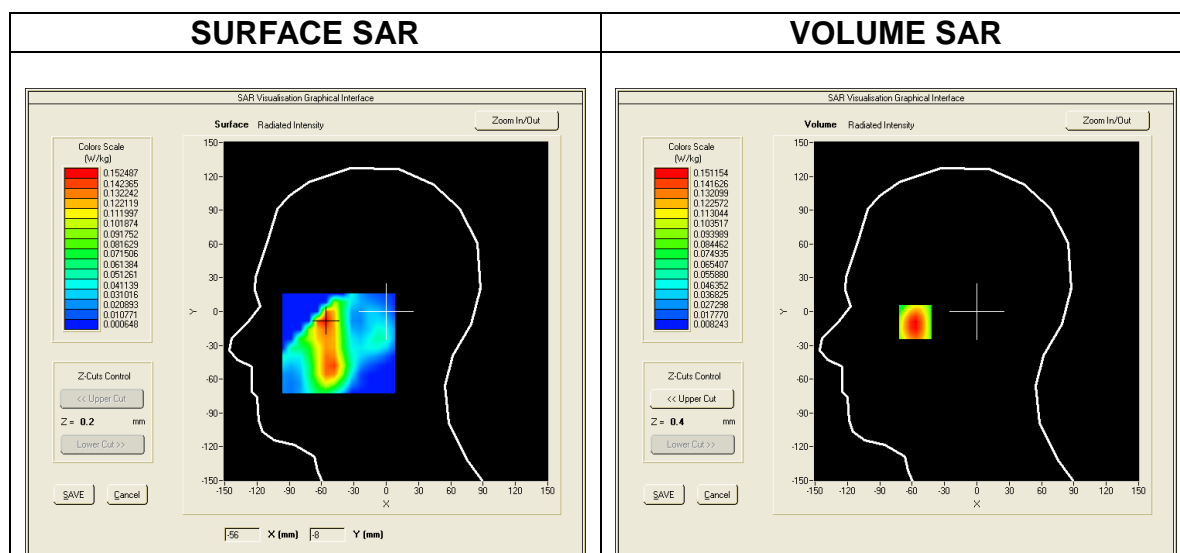 SURFACE SAR
VOLUME SAR
SAR Visualisation Graphical Interface
Surface Radiated Intensity
Zoom In/Out
Colors Scale
(W/kg)
0.152487
0.142365
0.132242
0.122119
0.111997
0.101874
0.091752
0.081629
0.071506
0.061384
0.051261
0.041139
0.031016
0.020893
0.010771
0.000648
Z-Cuts Control
<< Upper Cut
Z = 0.2 mm
Lower Cut >>
SAVE Cancel
150
120
90
60
30
0
-30
-60
-90
-120
-150
Y
-150 -120 -90 -60 -30 0 30 60 90 120 150
X
-56 X (mm) -8 Y (mm)
SAR Visualisation Graphical Interface
Volume Radiated Intensity
Zoom In/Out
Colors Scale
(W/kg)
0.151154
0.141626
0.132099
0.122572
0.113044
0.103517
0.093989
0.084462
0.074935
0.065407
0.055880
0.046352
0.036825
0.027298
0.017770
0.008243
Z-Cuts Control
<< Upper Cut
Z = 0.4 mm
Lower Cut >>
SAVE Cancel
150
120
90
60
30
0
-30
-60
-90
-120
-150
Y
-150 -120 -90 -60 -30 0 30 60 90 120 150
X